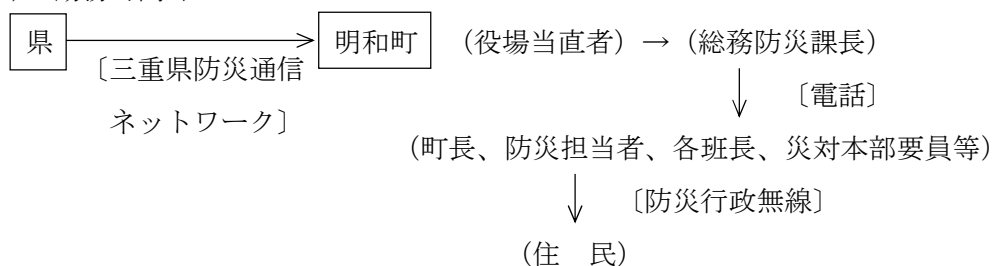 県 明和町 （役場当直者）→（総務防災課長）
〔三重県防災通信
ネットワーク〕
〔電話〕
（町長、防災担当者、各班長、災対本部要員等）
〔防災行政無線〕
（住　民）